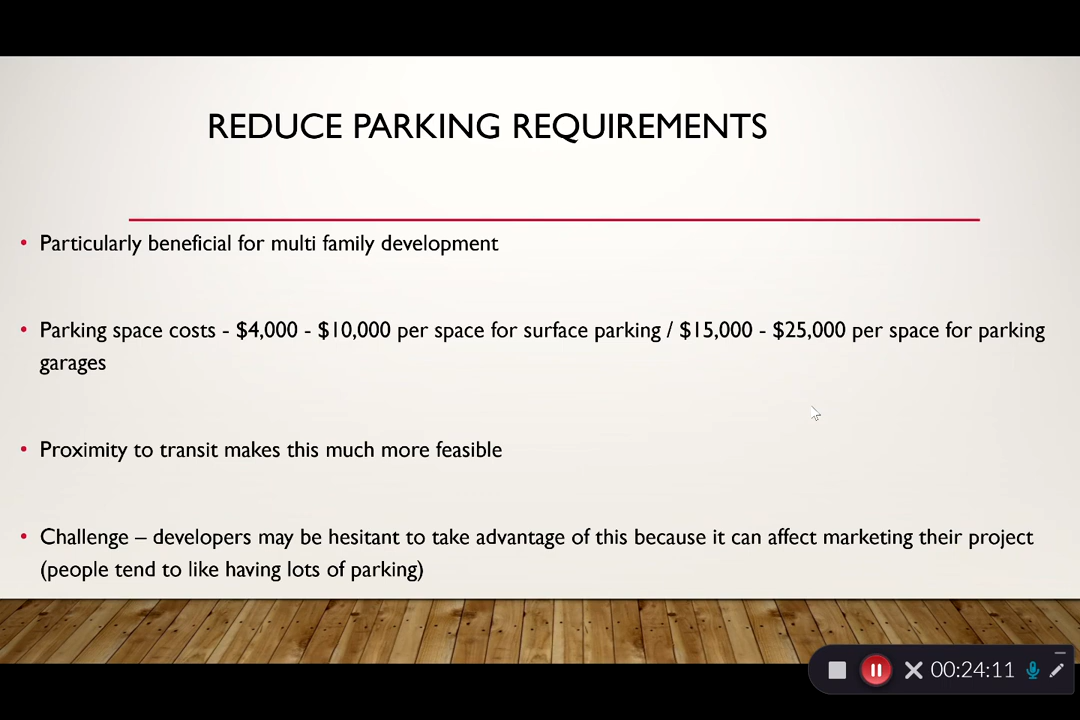 REDUCE PARKING REQUIREMENTS
• Particularly beneficial for multi family development
• Parking space costs - $4,000 - $10,000 per space for surface parking / $15,000 - $25,000 per space for parking
garages
• Proximity to transit makes this much more feasible
• Challenge – developers may be hesitant to take advantage of this because it can affect marketing their project
(people tend to like having lots of parking)
00:24:11